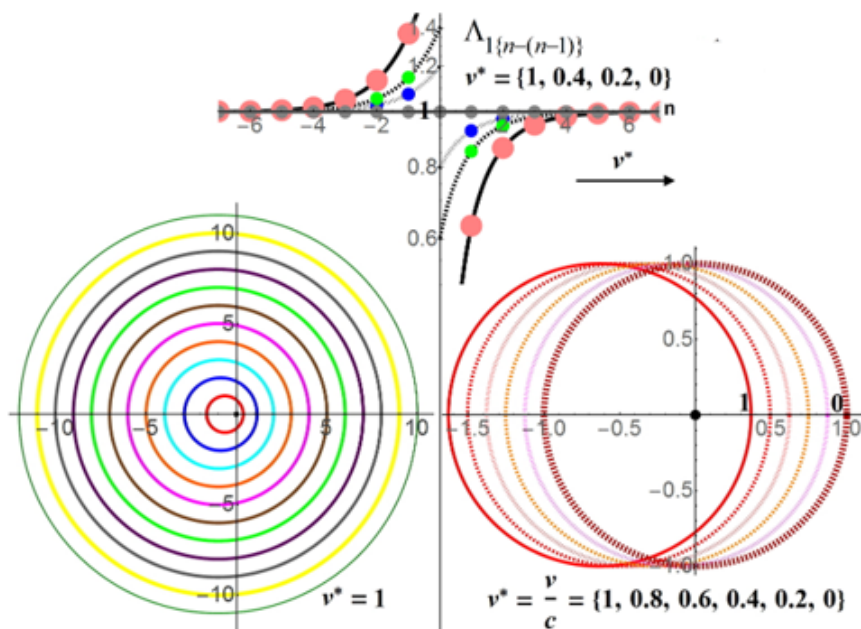 1.4
Λ1{n−(n−1)}
1.2
v* = {1, 0.4, 0.2, 0}
1
n
−6 −4 −2 2 4 6
0.8
v*
0.6
10
5
−10 −5 5 10
−5
−10
v* = 1
1.0
0.5
1 0
−1.5 −0.5 0.5 1.0
−0.5
−1.0
v* = v/c = {1, 0.8, 0.6, 0.4, 0.2, 0}